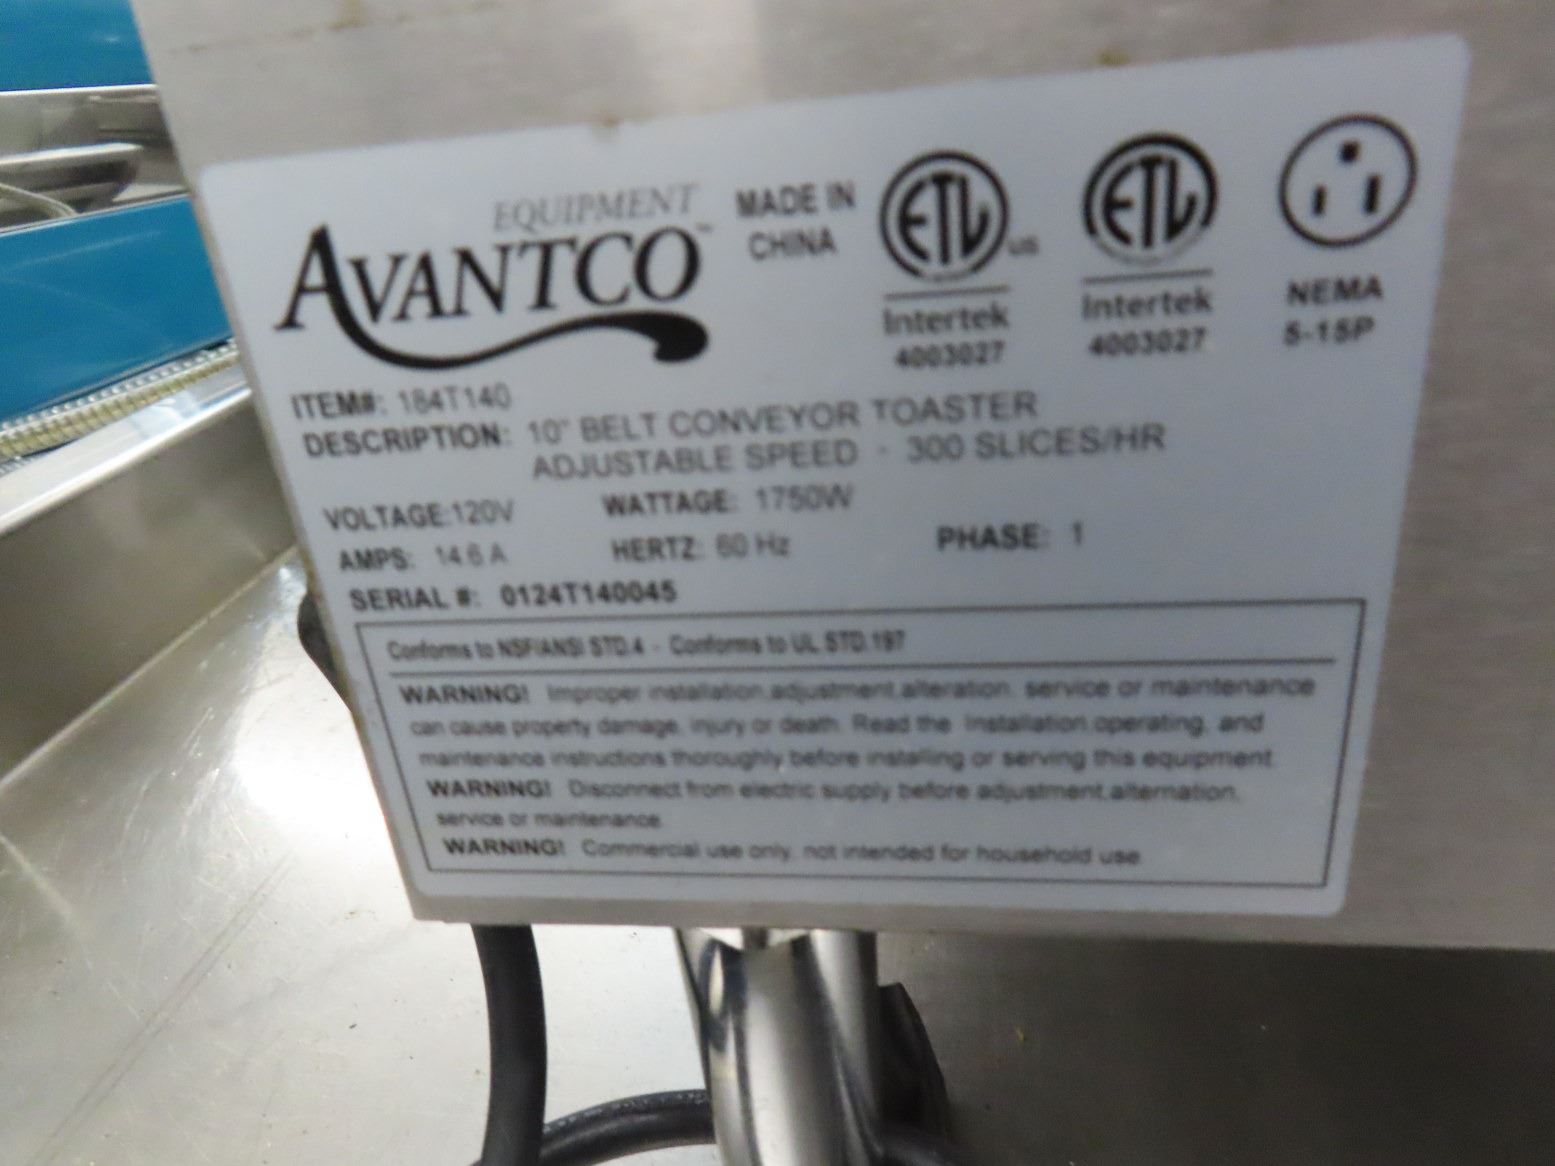 EQUIPMENT
AVANTCO™
MADE IN
CHINA
ETL US
Intertek
4003027
ETL
Intertek
4003027
NEMA
5-15P
ITEM#: 184T140
DESCRIPTION: 10" BELT CONVEYOR TOASTER
ADJUSTABLE SPEED - 300 SLICES/HR
VOLTAGE:120V WATTAGE: 1750W
AMPS: 14.6 A HERTZ: 60 Hz PHASE: 1
SERIAL #: 0124T140045
Conforms to NSF/ANSI STD.4 - Conforms to UL STD.197
WARNING! Improper installation,adjustment,alteration, service or maintenance
can cause property damage, injury or death. Read the Installation,operating, and
maintenance instructions thoroughly before installing or serving this equipment.
WARNING! Disconnect from electric supply before adjustment,alternation,
service or maintenance.
WARNING! Commercial use only, not intended for household use.